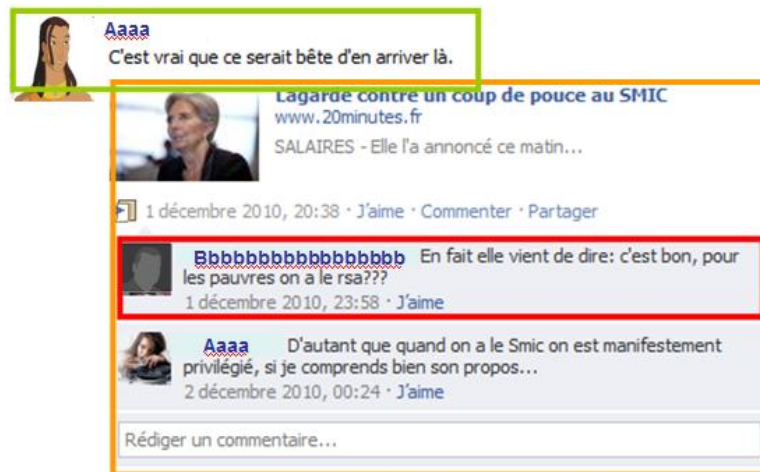 Aaaa
C'est vrai que ce serait bête d'en arriver là.
Lagarde contre un coup de pouce au SMIC
www.20minutes.fr
SALAIRES - Elle l'a annoncé ce matin...
1 décembre 2010, 20:38 · J'aime · Commenter · Partager
Bbbbbbbbbbbbbbbbbb En fait elle vient de dire: c'est bon, pour
les pauvres on a le rsa???
1 décembre 2010, 23:58 · J'aime
Aaaa D'autant que quand on a le Smic on est manifestement
privilégié, si je comprends bien son propos...
2 décembre 2010, 00:24 · J'aime
Rédiger un commentaire...